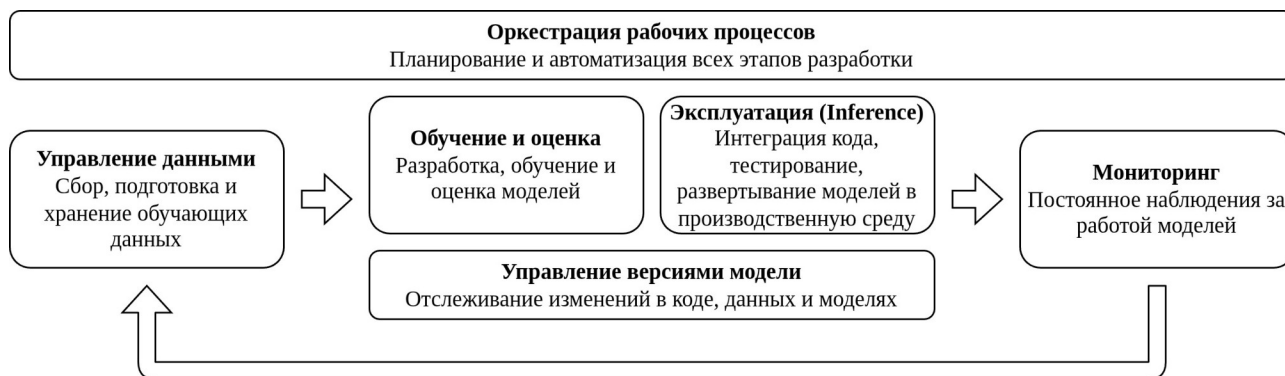 Оркестрация рабочих процессов
Планирование и автоматизация всех этапов разработки
Управление данными
Сбор, подготовка и
хранение обучающих
данных
Обучение и оценка
Разработка, обучение и
оценка моделей
Эксплуатация (Inference)
Интеграция кода,
тестирование,
развертывание моделей в
производственную среду
Управление версиями модели
Отслеживание изменений в коде, данных и моделях
Мониторинг
Постоянное наблюдения за
работой моделей